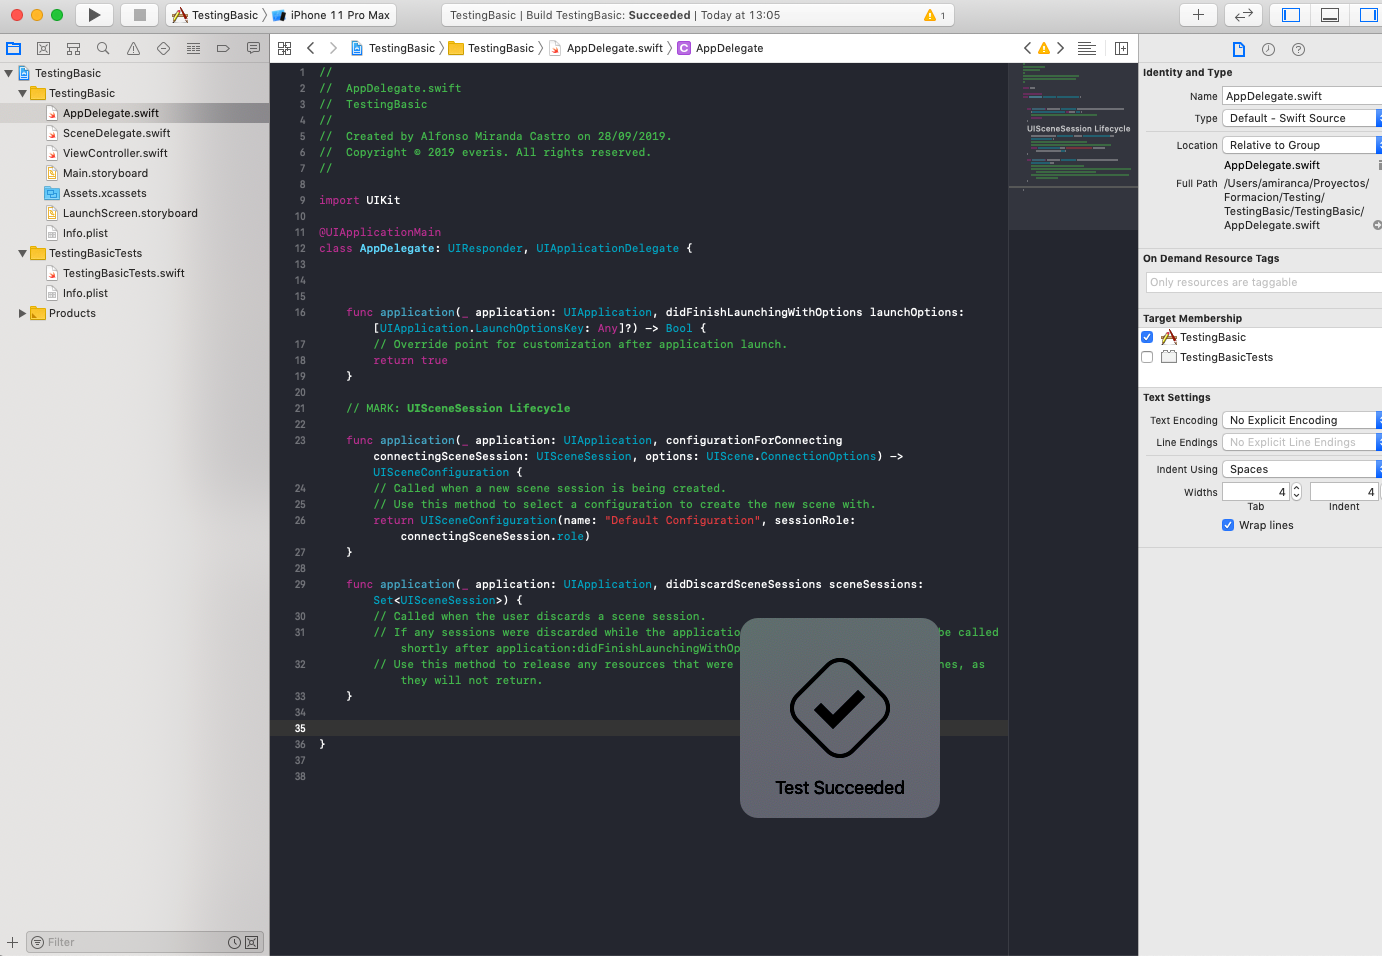 TestingBasic
iPhone 11 Pro Max
TestingBasic | Build TestingBasic: Succeeded | Today at 13:05
1
TestingBasic
TestingBasic
AppDelegate.swift
AppDelegate
TestingBasic
TestingBasic
AppDelegate.swift
SceneDelegate.swift
ViewController.swift
Main.storyboard
Assets.xcassets
LaunchScreen.storyboard
Info.plist
TestingBasicTests
TestingBasicTests.swift
Info.plist
Products
Filter
1 //
2 //  AppDelegate.swift
3 //  TestingBasic
4 //
5 //  Created by Alfonso Miranda Castro on 28/09/2019.
6 //  Copyright © 2019 everis. All rights reserved.
7 //
8
9 import UIKit
10
11 @UIApplicationMain
12 class AppDelegate: UIResponder, UIApplicationDelegate {
13
14
15
16     func application(_ application: UIApplication, didFinishLaunchingWithOptions launchOptions:
[UIApplication.LaunchOptionsKey: Any]?) -> Bool {
17         // Override point for customization after application launch.
18         return true
19     }
20
21     // MARK: UISceneSession Lifecycle
22
23     func application(_ application: UIApplication, configurationForConnecting
connectingSceneSession: UISceneSession, options: UIScene.ConnectionOptions) ->
UISceneConfiguration {
24         // Called when a new scene session is being created.
25         // Use this method to select a configuration to create the new scene with.
26         return UISceneConfiguration(name: "Default Configuration", sessionRole:
connectingSceneSession.role)
27     }
28
29     func application(_ application: UIApplication, didDiscardSceneSessions sceneSessions:
Set<UISceneSession>) {
30         // Called when the user discards a scene session.
31         // If any sessions were discarded while the application be called
shortly after application:didFinishLaunchingWithOp
32         // Use this method to release any resources that were nes, as
they will not return.
33     }
34
35
36 }
37
38
Test Succeeded
UISceneSession Lifecycle
Identity and Type
Name AppDelegate.swift
Type Default - Swift Source
Location Relative to Group
AppDelegate.swift
Full Path /Users/amiranca/Proyectos/
Formacion/Testing/
TestingBasic/TestingBasic/
AppDelegate.swift
On Demand Resource Tags
Only resources are taggable
Target Membership
TestingBasic
TestingBasicTests
Text Settings
Text Encoding No Explicit Encoding
Line Endings No Explicit Line Endings
Indent Using Spaces
Widths 4 4
Tab Indent
Wrap lines